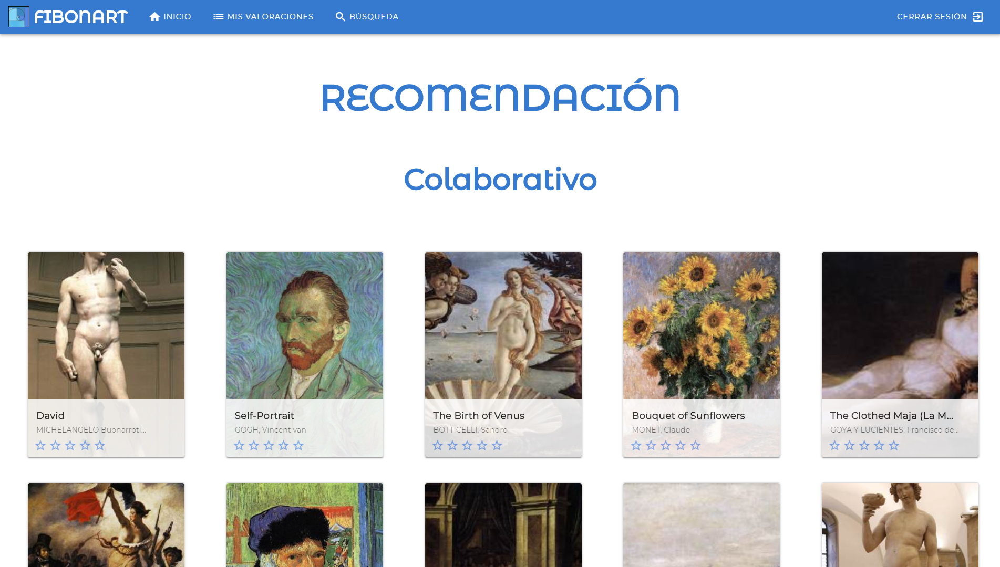 FIBONART INICIO MIS VALORACIONES BÚSQUEDA CERRAR SESIÓN
RECOMENDACIÓN
Colaborativo
David
MICHELANGELO Buonarroti...
Self-Portrait
GOGH, Vincent van
The Birth of Venus
BOTTICELLI, Sandro
Bouquet of Sunflowers
MONET, Claude
The Clothed Maja (La M...
GOYA Y LUCIENTES, Francisco de...